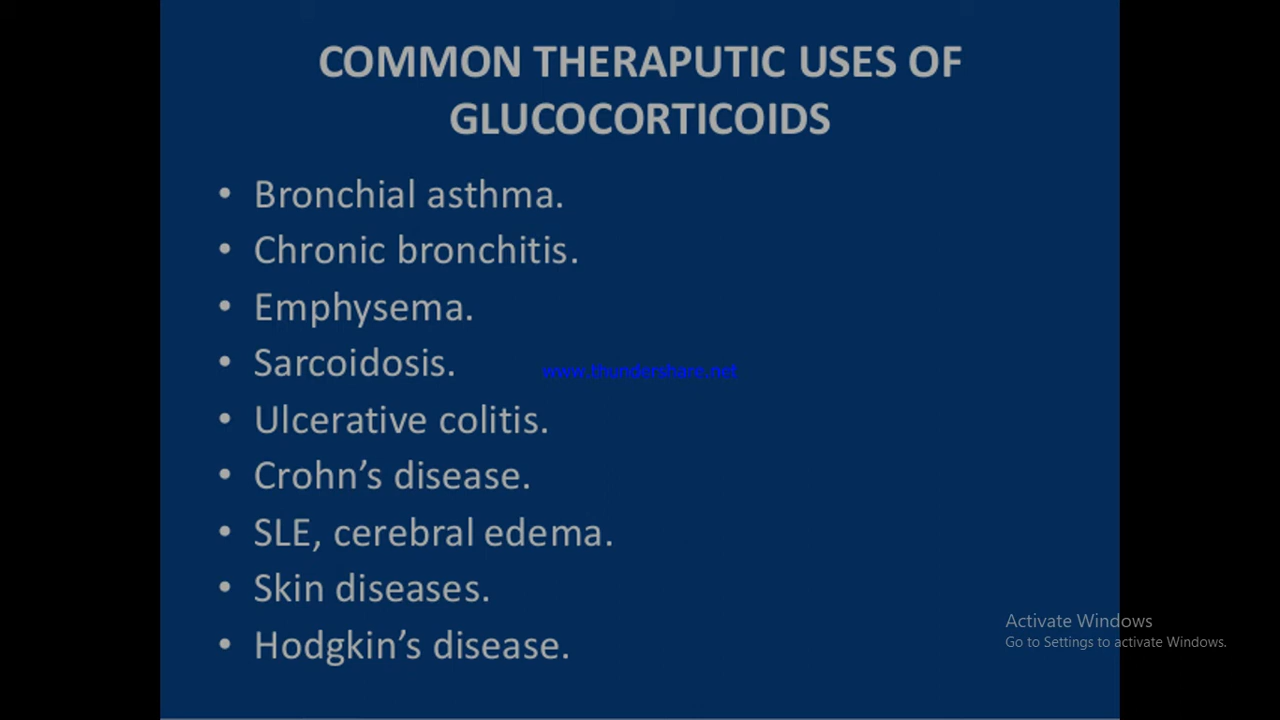 COMMON THERAPUTIC USES OF
GLUCOCORTICOIDS
• Bronchial asthma.
• Chronic bronchitis.
• Emphysema.
• Sarcoidosis.
www.thundershare.net
• Ulcerative colitis.
• Crohn’s disease.
• SLE, cerebral edema.
• Skin diseases.
• Hodgkin’s disease.
Activate Windows
Go to Settings to activate Windows.